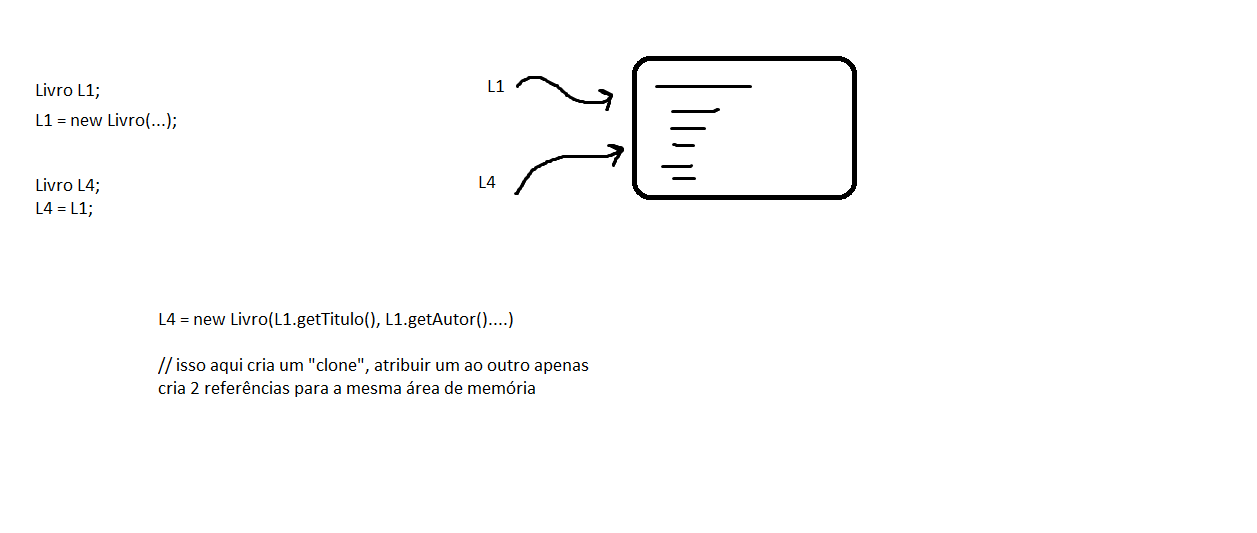 Livro L1;
L1 = new Livro(...);
Livro L4;
L4 = L1;
L1
L4
L4 = new Livro(L1.getTitulo(), L1.getAutor()....)
// isso aqui cria um "clone", atribuir um ao outro apenas
cria 2 referências para a mesma área de memória